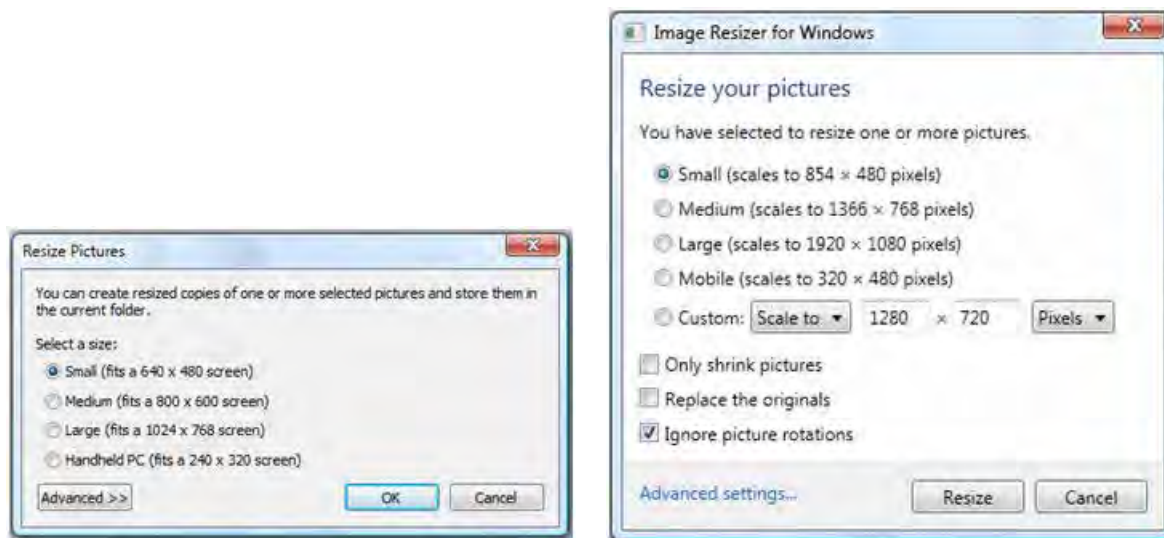 Resize Pictures
You can create resized copies of one or more selected pictures and store them in
the current folder.
Select a size:
Small (fits a 640 x 480 screen)
Medium (fits a 800 x 600 screen)
Large (fits a 1024 x 768 screen)
Handheld PC (fits a 240 x 320 screen)
Advanced >>
OK
Cancel
Image Resizer for Windows
Resize your pictures
You have selected to resize one or more pictures.
Small (scales to 854 × 480 pixels)
Medium (scales to 1366 × 768 pixels)
Large (scales to 1920 × 1080 pixels)
Mobile (scales to 320 × 480 pixels)
Custom: Scale to 1280 × 720 Pixels
Only shrink pictures
Replace the originals
Ignore picture rotations
Advanced settings...
Resize
Cancel